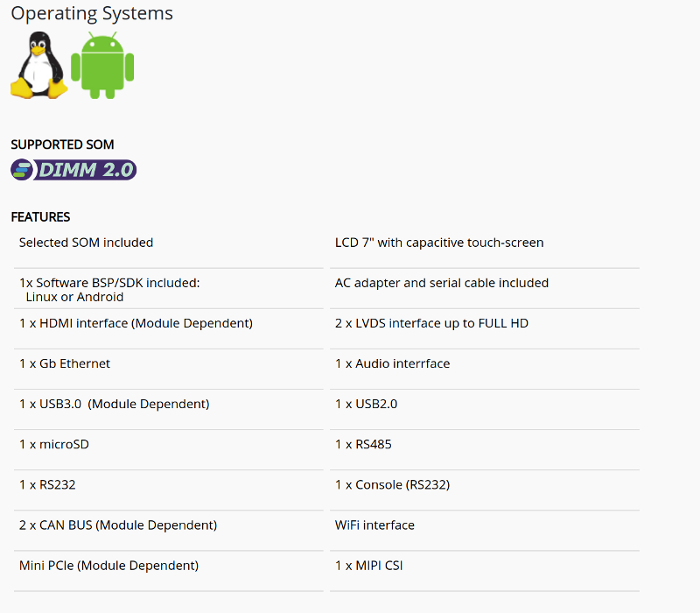 Operating Systems
SUPPORTED SOM
DIMM 2.0
FEATURES
Selected SOM included
LCD 7" with capacitive touch-screen
1x Software BSP/SDK included:
Linux or Android
AC adapter and serial cable included
1 x HDMI interface (Module Dependent)
2 x LVDS interface up to FULL HD
1 x Gb Ethernet
1 x Audio interrface
1 x USB3.0 (Module Dependent)
1 x USB2.0
1 x microSD
1 x RS485
1 x RS232
1 x Console (RS232)
2 x CAN BUS (Module Dependent)
WiFi interface
Mini PCIe (Module Dependent)
1 x MIPI CSI